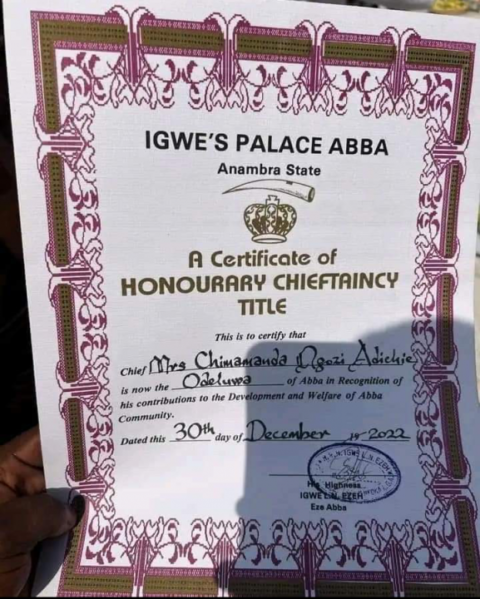 IGWE'S PALACE ABBA
Anambra State
A Certificate of
HONOURARY CHIEFTAINCY
TITLE
This is to certify that
Chief Mrs Chimamanda Ngozi Adichie
is now the Odeluwa of Abba in Recognition of
his contributions to the Development and Welfare of Abba
Community.
Dated this 30th day of December 19 2022
His Highness
IGWE L.N. EZEH
Eze Abba